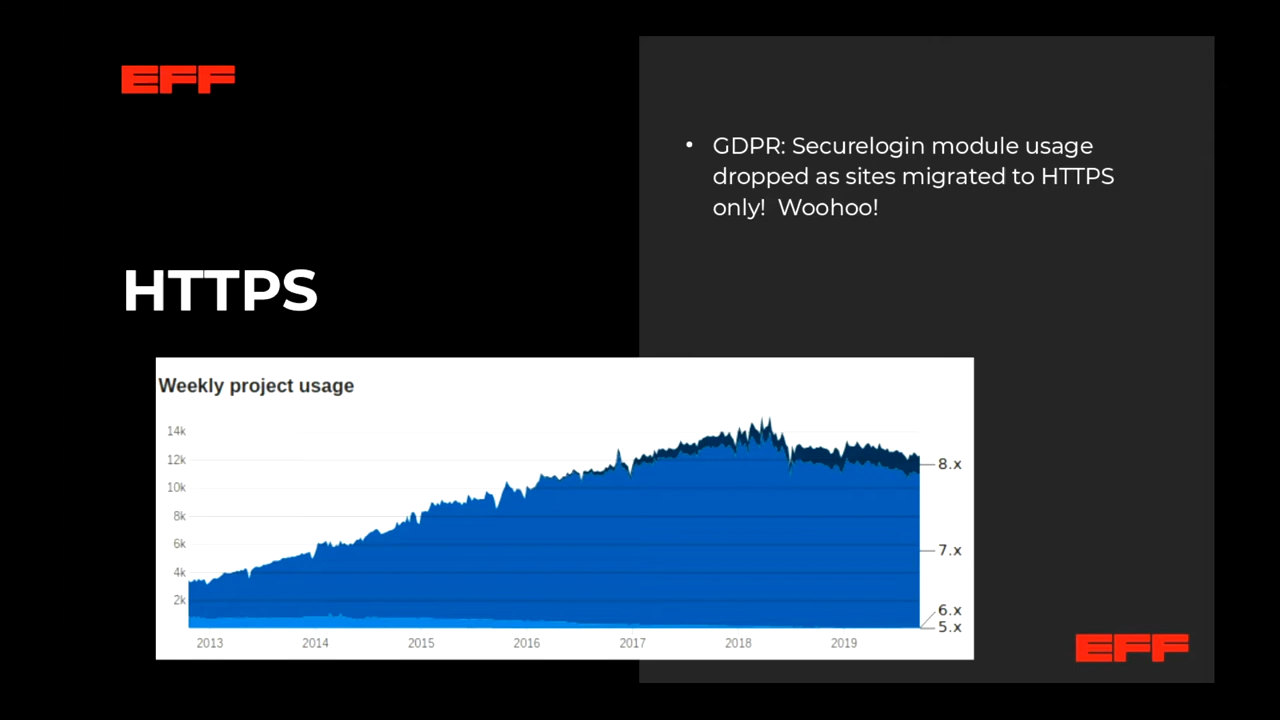 EFF
• GDPR: Securelogin module usage
dropped as sites migrated to HTTPS
only!  Woohoo!
HTTPS
Weekly project usage
14k
12k
10k
8k
6k
4k
2k
8.x
7.x
6.x
5.x
2013 2014 2015 2016 2017 2018 2019
EFF